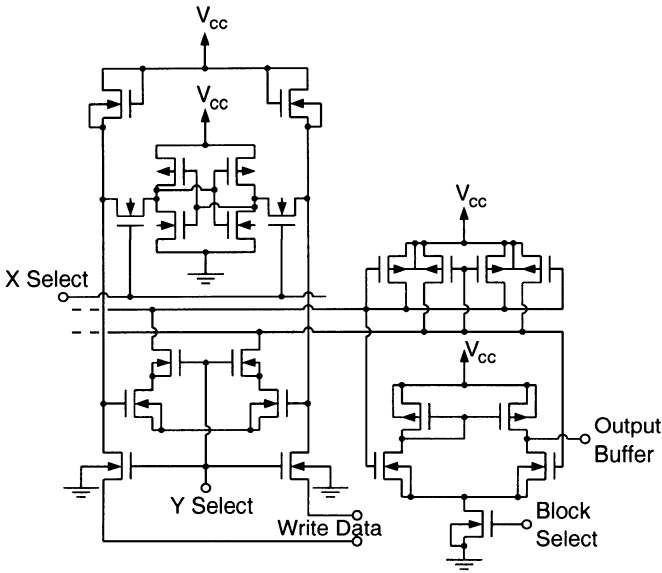 Vcc
Vcc
Vcc
X Select
Vcc
Output
Buffer
Y Select
Write Data
Block
Select